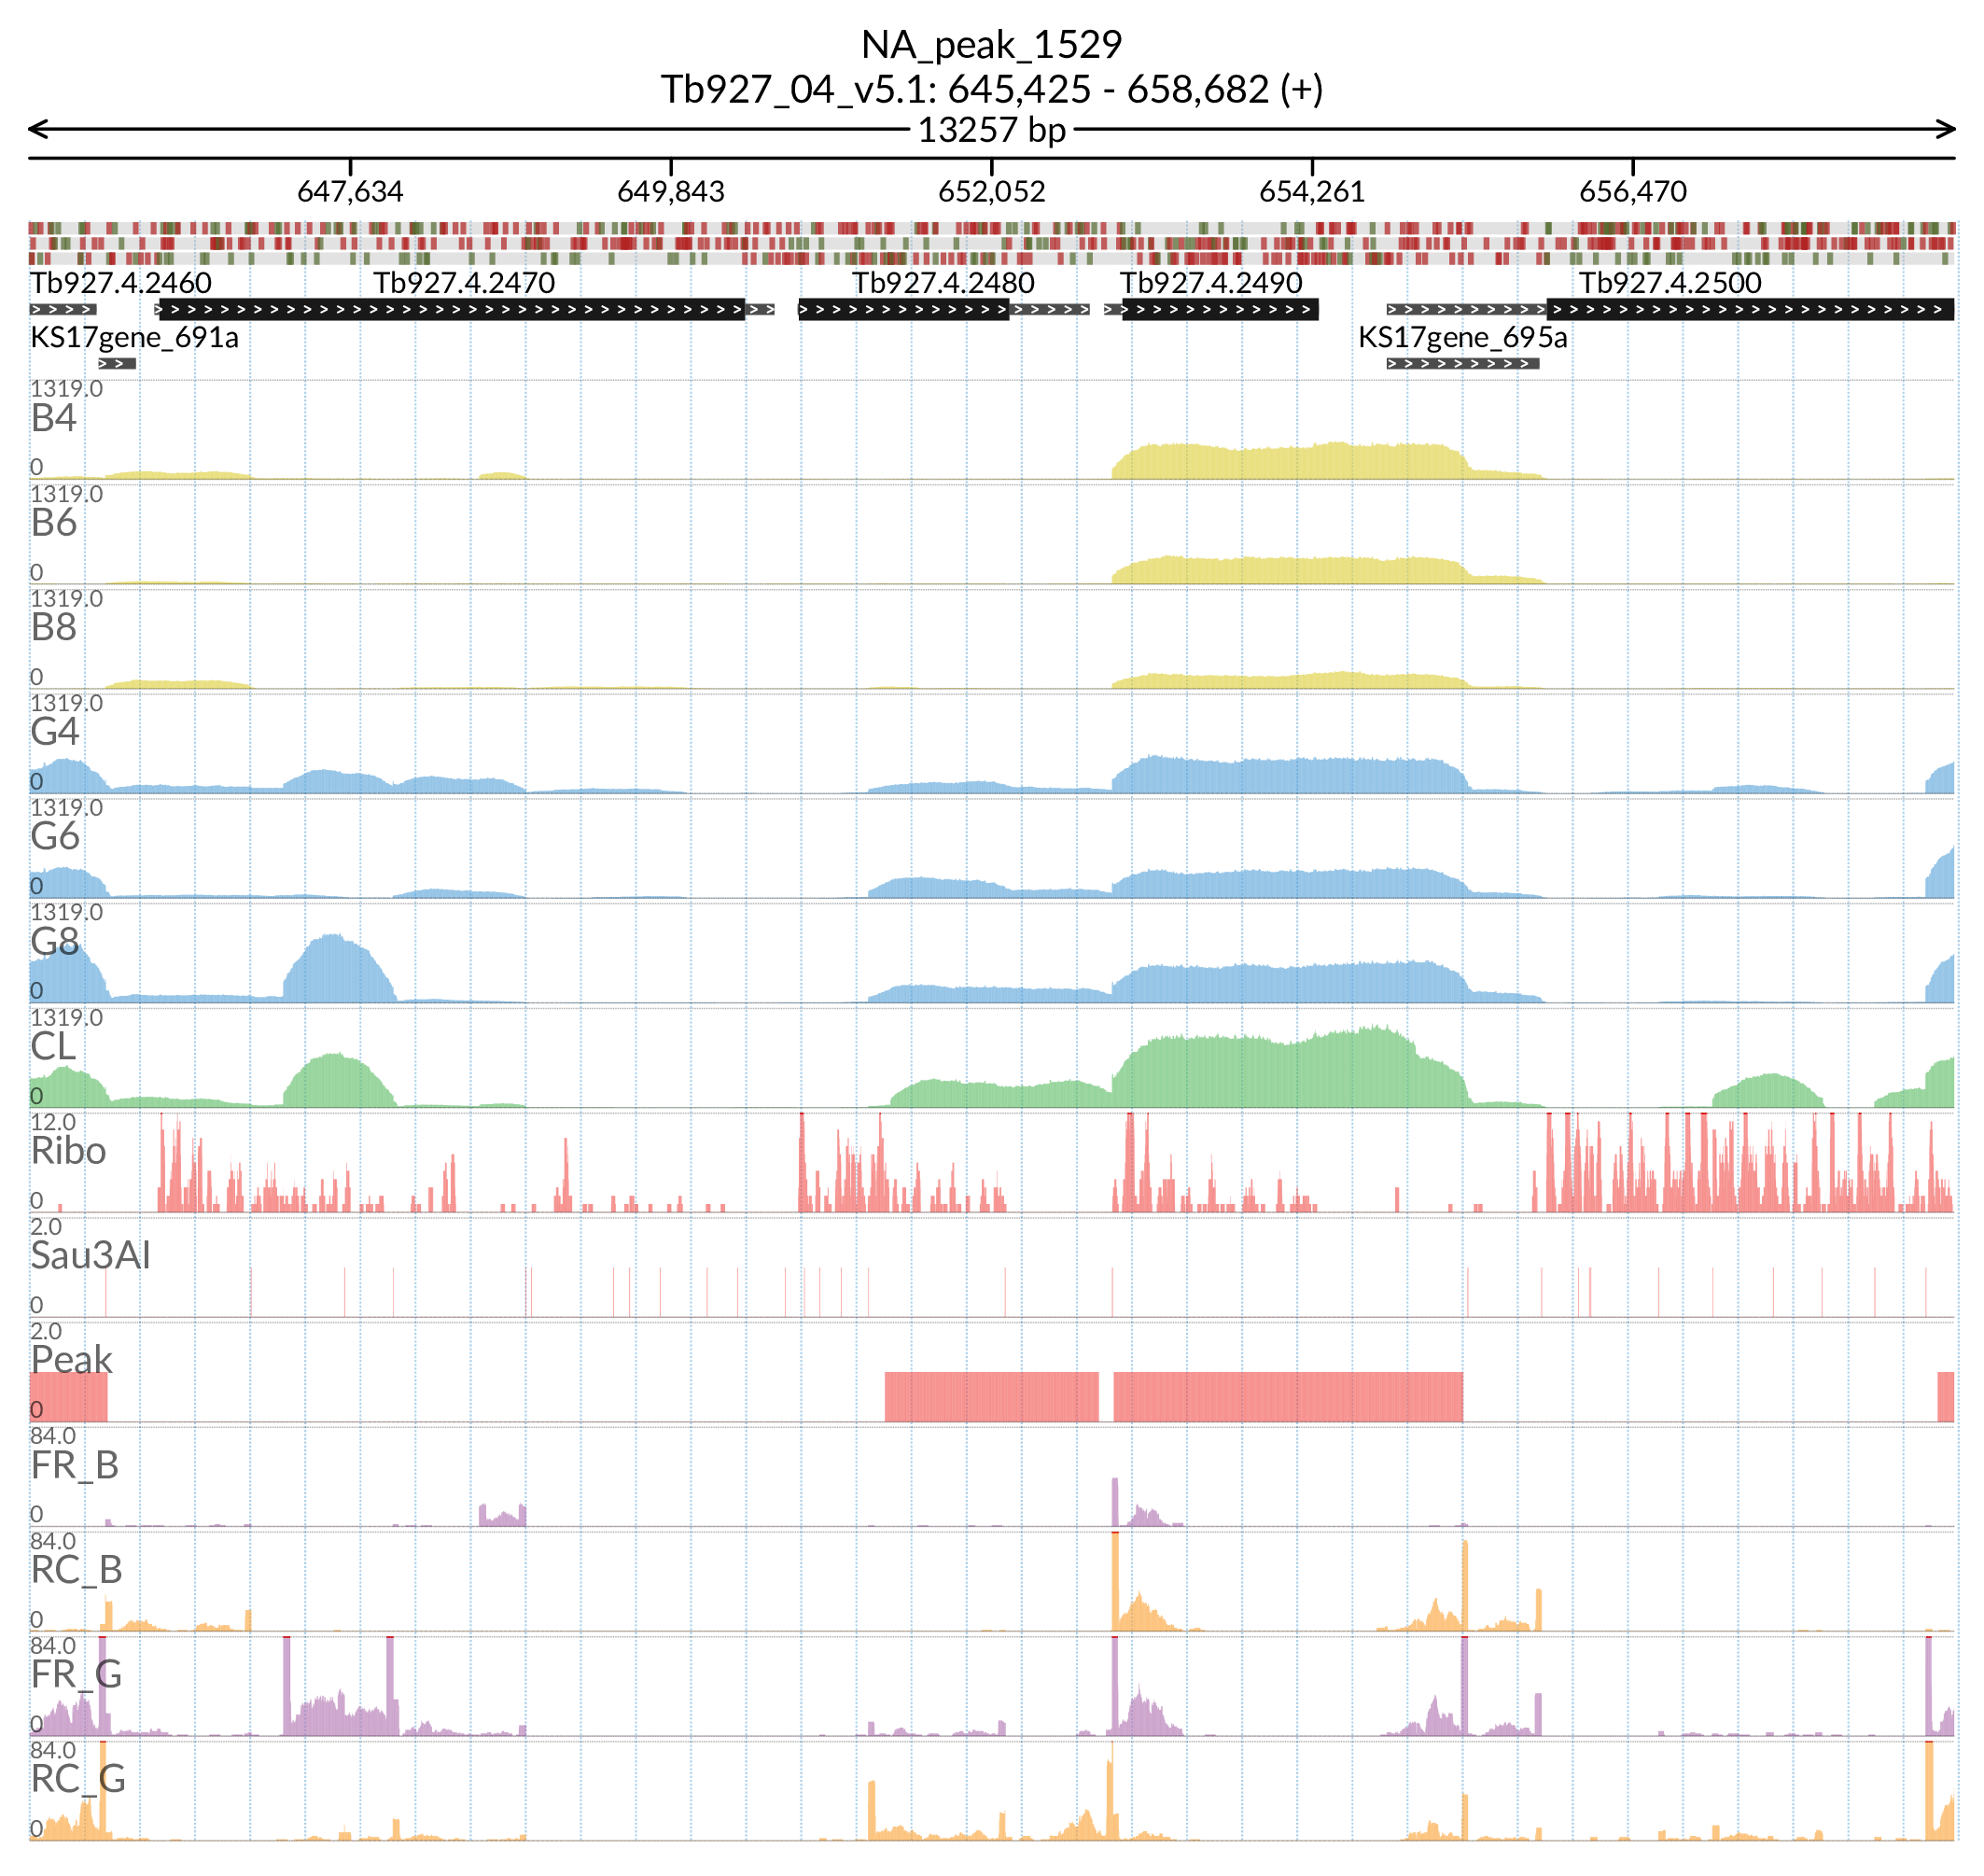 NA_peak_1529
Tb927_04_v5.1: 645,425 - 658,682 (+)
13257 bp
647,634 649,843 652,052 654,261 656,470
Tb927.4.2460 Tb927.4.2470 Tb927.4.2480 Tb927.4.2490 Tb927.4.2500
KS17gene_691a KS17gene_695a
1319.0
B4
0
1319.0
B6
0
1319.0
B8
0
1319.0
G4
0
1319.0
G6
0
1319.0
G8
0
1319.0
CL
0
12.0
Ribo
0
2.0
Sau3AI
0
2.0
Peak
0
84.0
FR_B
0
84.0
RC_B
0
84.0
FR_G
0
84.0
RC_G
0